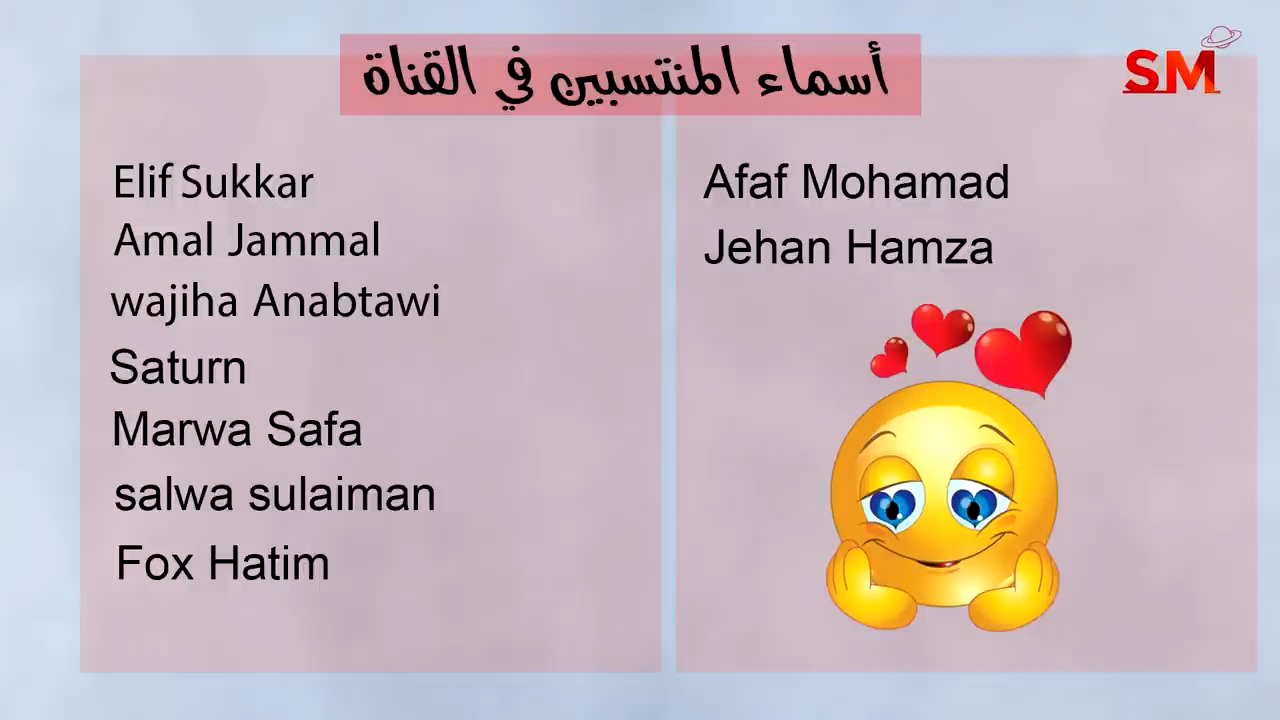 أسماء المنتسبين في القناة
SM
Elif Sukkar
Amal Jammal
wajiha Anabtawi
Saturn
Marwa Safa
salwa sulaiman
Fox Hatim
Afaf Mohamad
Jehan Hamza